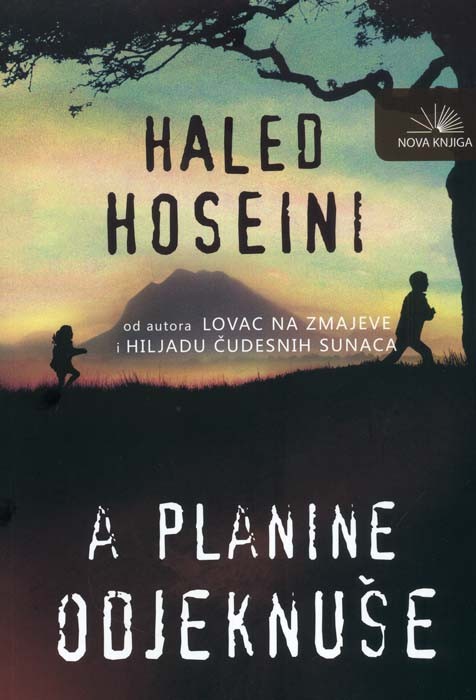 NOVA KNJIGA
HALED
HOSEINI
od autora LOVAC NA ZMAJEVE
i HILJADU ČUDESNIH SUNACA
A PLANINE
ODJEKNUŠE